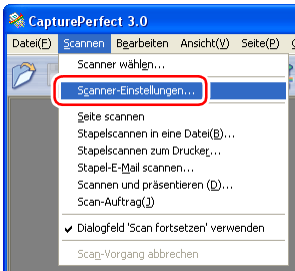 CapturePerfect 3.0
Datei(F) Scannen Bearbeiten Ansicht(V) Seite(P)
Scanner wählen...
Scanner-Einstellungen...
Seite scannen
Stapelscannen in eine Datei(B)...
Stapelscannen zum Drucker...
Stapel-E-Mail scannen...
Scannen und präsentieren (D)...
Scan-Auftrag(J)
Dialogfeld 'Scan fortsetzen' verwenden
Scan-Vorgang abbrechen